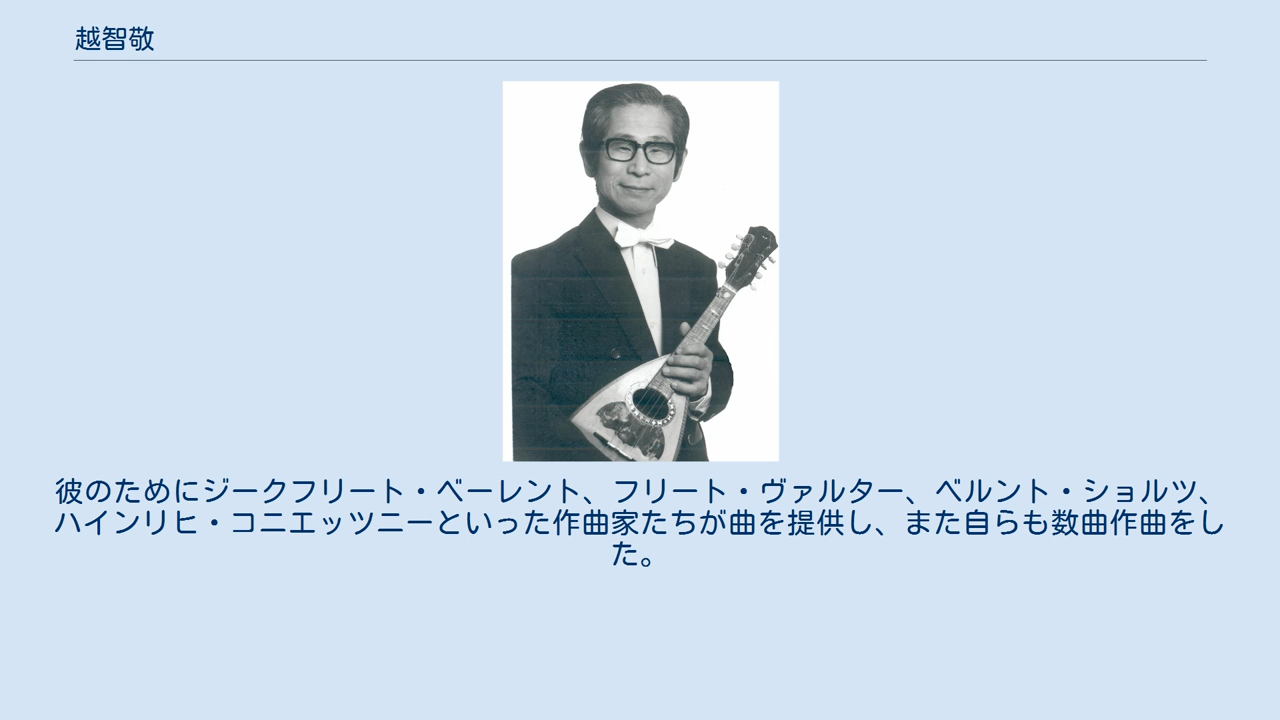 越智敬
彼のためにジークフリート・ベーレント、フリート・ヴァルター、ベルント・ショルツ、
ハインリヒ・コニエッツニーといった作曲家たちが曲を提供し、また自らも数曲作曲をし
た。